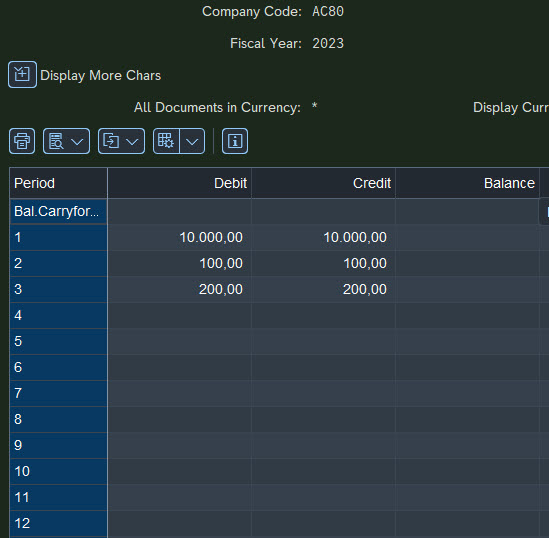 Company Code: AC80
Fiscal Year: 2023
Display More Chars
All Documents in Currency: * Display Curr
Period Debit Credit Balance
Bal.Carryfor...
1 10.000,00 10.000,00
2 100,00 100,00
3 200,00 200,00
4
5
6
7
8
9
10
11
12